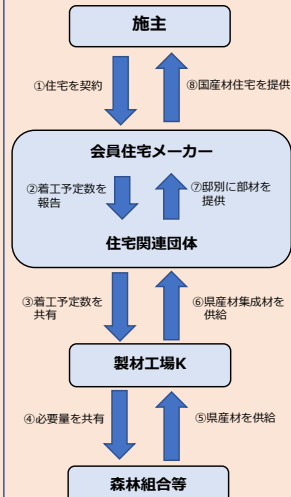 施主
①住宅を契約
⑧国産材住宅を提供
会員住宅メーカー
②着工予定数を
報告
⑦邸別に部材を
提供
住宅関連団体
③着工予定数を
共有
⑥県産材集成材を
供給
製材工場K
④必要量を共有
⑤県産材を供給
森林組合等